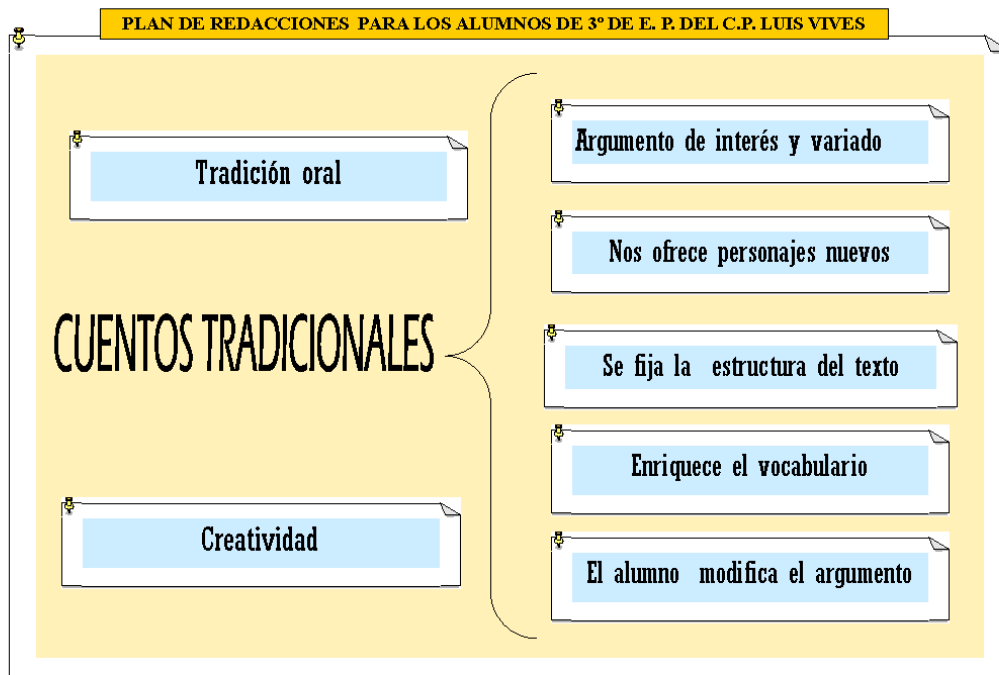 PLAN DE REDACCIONES PARA LOS ALUMNOS DE 3º DE E. P. DEL C.P. LUIS VIVES
Tradición oral
CUENTOS TRADICIONALES
Creatividad
Argumento de interés y variado
Nos ofrece personajes nuevos
Se fija la estructura del texto
Enriquece el vocabulario
El alumno modifica el argumento